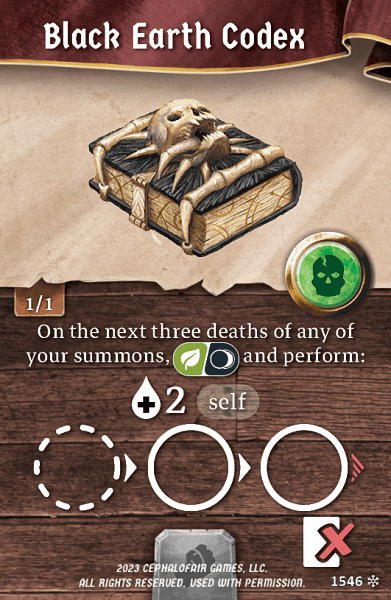 Black Earth Codex
1/1
On the next three deaths of any of
your summons, and perform:
2 self
2023 CEPHALOFAIR GAMES, LLC.
ALL RIGHTS RESERVED. USED WITH PERMISSION.
1546